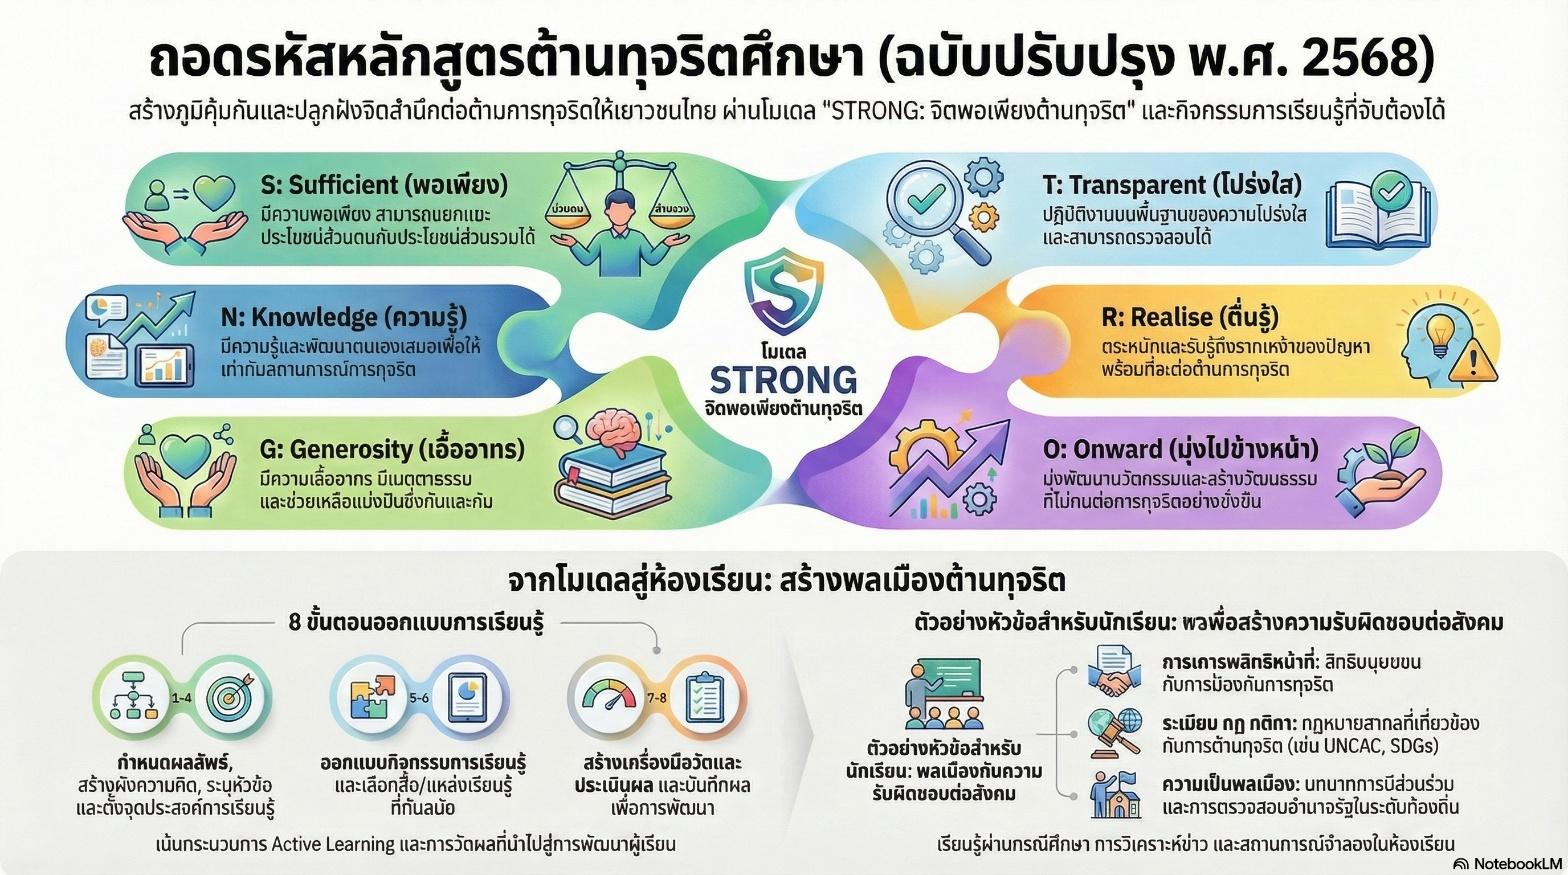 ถอดรหัสหลักสูตรต้านทุจริตศึกษา (ฉบับปรับปรุง พ.ศ. 2568)
สร้างภูมิคุ้มกันและปลูกฝังจิตสำนึกต่อต้านการทุจริตให้เยาวชนไทย ผ่านโมเดล "STRONG: จิตพอเพียงต้านทุจริต" และกิจกรรมการเรียนรู้ที่จับต้องได้
S: Sufficient (พอเพียง)
มีความพอเพียง สามารถแยกแยะ
ประโยชน์ส่วนตนกับประโยชน์ส่วนรวมได้
T: Transparent (โปร่งใส)
ปฏิบัติงานบนพื้นฐานของความโปร่งใส
และสามารถตรวจสอบได้
N: Knowledge (ความรู้)
มีความรู้และพัฒนาตนเองเสมอเพื่อให้
เท่ากับสถานการณ์การทุจริต
R: Realise (ตื่นรู้)
ตระหนักและรับรู้ถึงรากเหง้าของปัญหา
พร้อมที่จะต่อต้านการทุจริต
โมเดล
STRONG
จิตพอเพียงต้านทุจริต
G: Generosity (เอื้ออาทร)
มีความเอื้ออาทร มีเมตตาธรรม
และช่วยเหลือแบ่งปันซึ่งกันและกัน
O: Onward (มุ่งไปข้างหน้า)
มุ่งพัฒนานวัตกรรมและสร้างวัฒนธรรม
ที่ไม่ทนต่อการทุจริตอย่างยั่งยืน
จากโมเดลสู่ห้องเรียน: สร้างพลเมืองต้านทุจริต
8 ขั้นตอนออกแบบการเรียนรู้
1-4
5-6
7-8
กำหนดผลลัพธ์,
สร้างผังความคิด, ระบุหัวข้อ
และตั้งจุดประสงค์การเรียนรู้
ออกแบบกิจกรรมการเรียนรู้
และเลือกสื่อ/แหล่งเรียนรู้
ที่ทันสมัย
สร้างเครื่องมือวัดและ
ประเมินผล และบันทึกผล
เพื่อการพัฒนา
เน้นกระบวนการ Active Learning และการวัดผลที่นำไปสู่การพัฒนาผู้เรียน
ตัวอย่างหัวข้อสำหรับนักเรียน: เพื่อสร้างความรับผิดชอบต่อสังคม
ตัวอย่างหัวข้อสำหรับ
นักเรียน: พลเมืองกับความ
รับผิดชอบต่อสังคม
สิทธิมนุษยชน
กับการป้องกันการทุจริต
ระเบียบ กฎ กติกา: กฎหมายสากลที่เกี่ยวข้อง
กับการต้านทุจริต (เช่น UNCAC, SDGs)
ความเป็นพลเมือง: บทบาทการมีส่วนร่วม
และการตรวจสอบอำนาจรัฐในระดับท้องถิ่น
เรียนรู้ผ่านกรณีศึกษา การวิเคราะห์ข่าว และสถานการณ์จำลองในห้องเรียน
NotebookLM